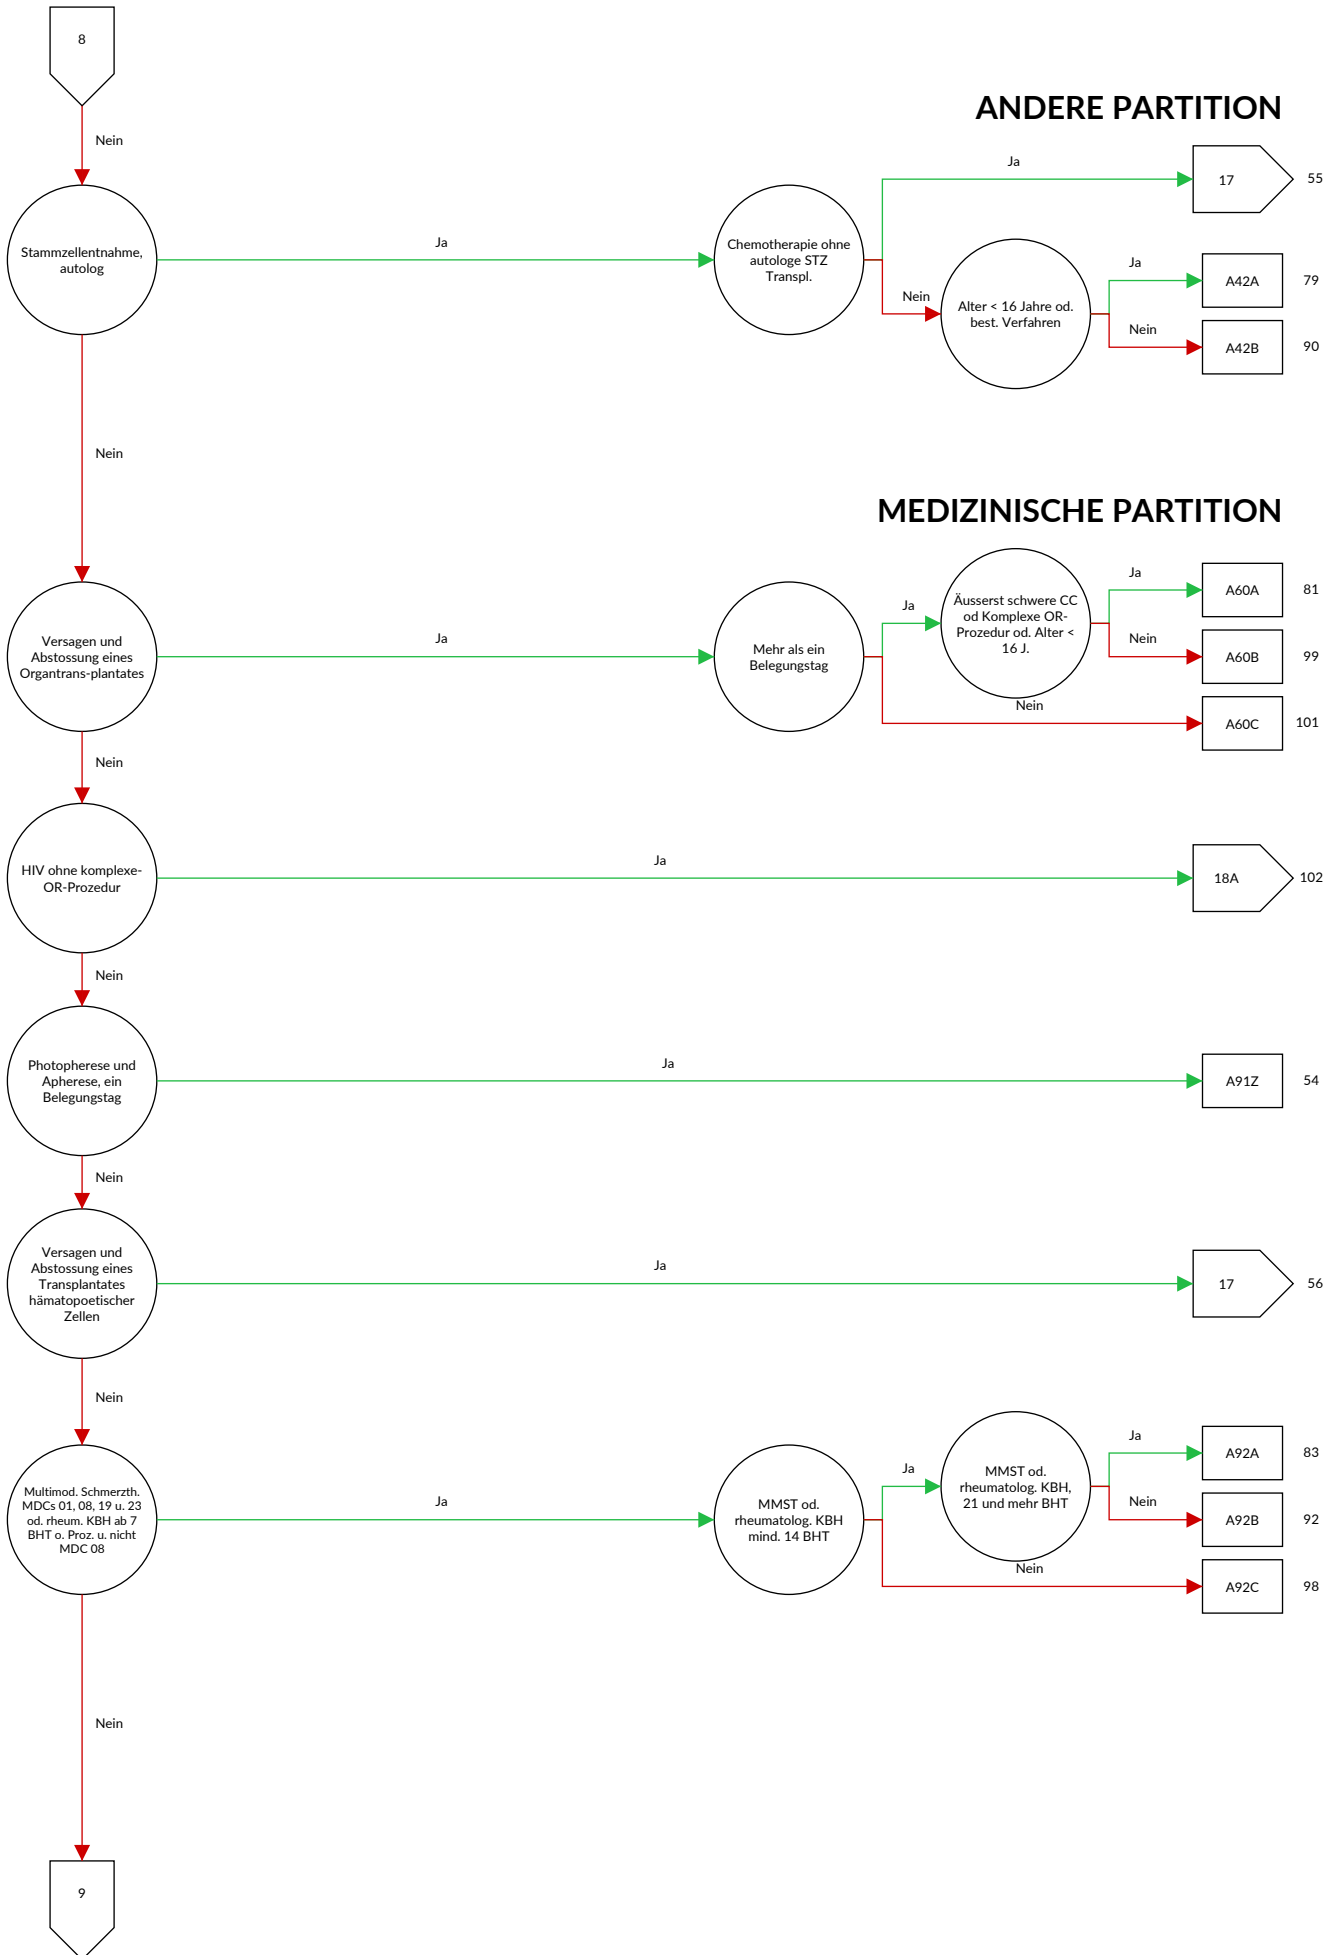 8
Nein
ANDERE PARTITION
Ja
17
55
Stammzellentnahme,
autolog
Ja
Chemotherapie ohne
autologe STZ
Transpl.
Nein
Alter < 16 Jahre od.
best. Verfahren
Ja
A42A
79
Nein
A42B
90
Nein
MEDIZINISCHE PARTITION
Versagen und
Abstossung eines
Organtrans-plantates
Ja
Mehr als ein
Belegungstag
Ja
Äusserst schwere CC
od Komplexe OR-
Prozedur od. Alter <
16 J.
Ja
A60A
81
Nein
A60B
99
Nein
A60C
101
Nein
HIV ohne komplexe-
OR-Prozedur
Ja
18A
102
Nein
Photopherese und
Apherese, ein
Belegungstag
Ja
A91Z
54
Nein
Versagen und
Abstossung eines
Transplantates
hämatopoetischer
Zellen
Ja
17
56
Nein
Multimod. Schmerzth.
MDCs 01, 08, 19 u. 23
od. rheum. KBH ab 7
BHT o. Proz. u. nicht
MDC 08
Ja
MMST od.
rheumatolog. KBH
mind. 14 BHT
Ja
MMST od.
rheumatolog. KBH,
21 und mehr BHT
Ja
A92A
83
Nein
A92B
92
Nein
A92C
98
Nein
9